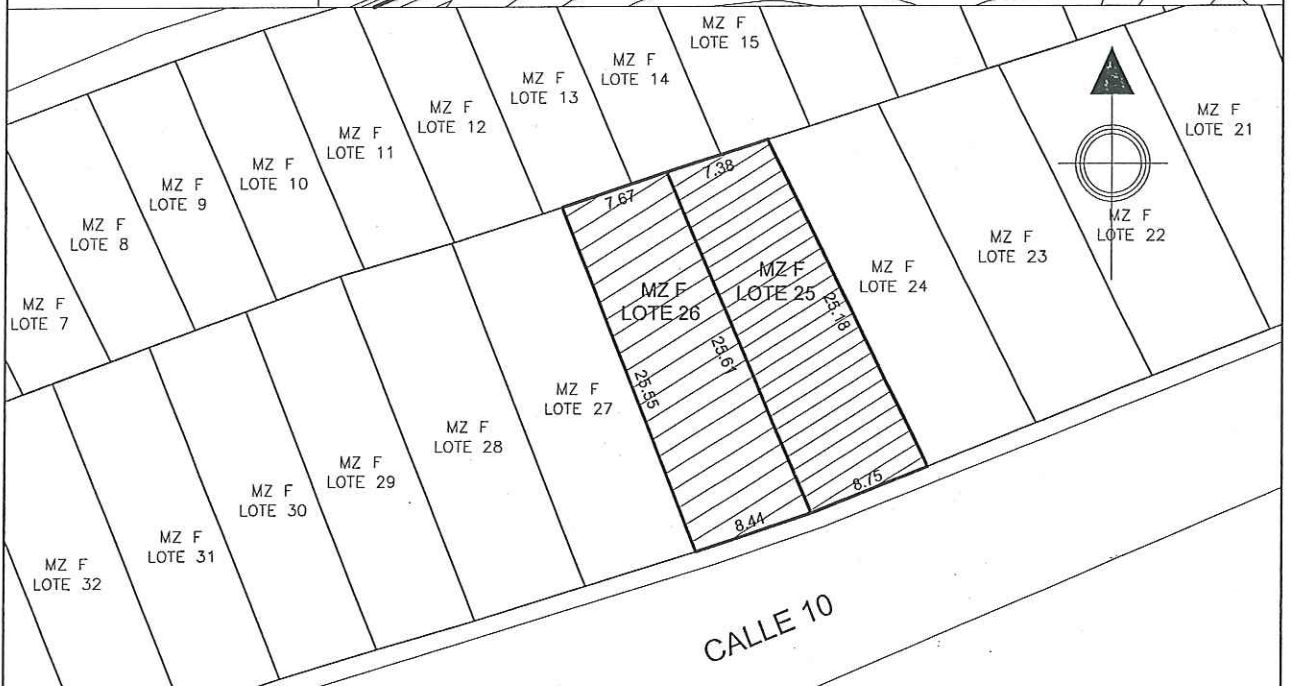 MZ F
LOTE 15
MZ F
LOTE 14
MZ F
LOTE 13
MZ F
LOTE 12
MZ F
LOTE 11
MZ F
LOTE 10
MZ F
LOTE 9
MZ F
LOTE 8
MZ F
LOTE 7
MZ F
LOTE 21
MZ F
LOTE 22
MZ F
LOTE 23
MZ F
LOTE 24
7.38
7.67
MZ F
LOTE 25
MZ F
LOTE 26
25.18
25.61
25.55
8.75
8.44
MZ F
LOTE 27
MZ F
LOTE 28
MZ F
LOTE 29
MZ F
LOTE 30
MZ F
LOTE 31
MZ F
LOTE 32
CALLE 10